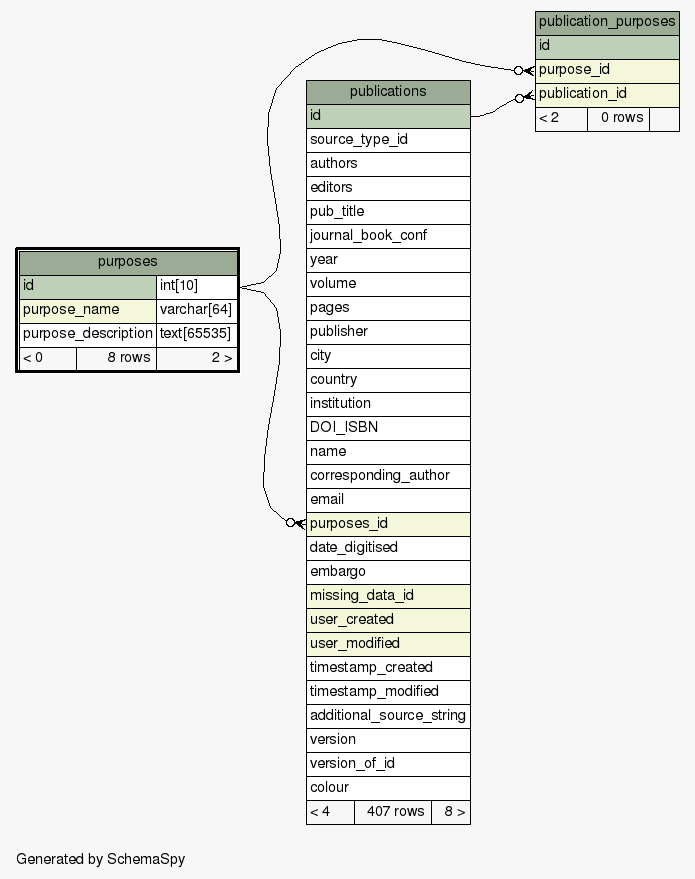 publication_purposes
id
purpose_id
publication_id
< 2 0 rows
publications
id
source_type_id
authors
editors
pub_title
journal_book_conf
year
volume
pages
publisher
city
country
institution
DOI_ISBN
name
corresponding_author
email
purposes_id
date_digitised
embargo
missing_data_id
user_created
user_modified
timestamp_created
timestamp_modified
additional_source_string
version
version_of_id
colour
< 4 407 rows 8 >
purposes
id int[10]
purpose_name varchar[64]
purpose_description text[65535]
< 0 8 rows 2 >
Generated by SchemaSpy